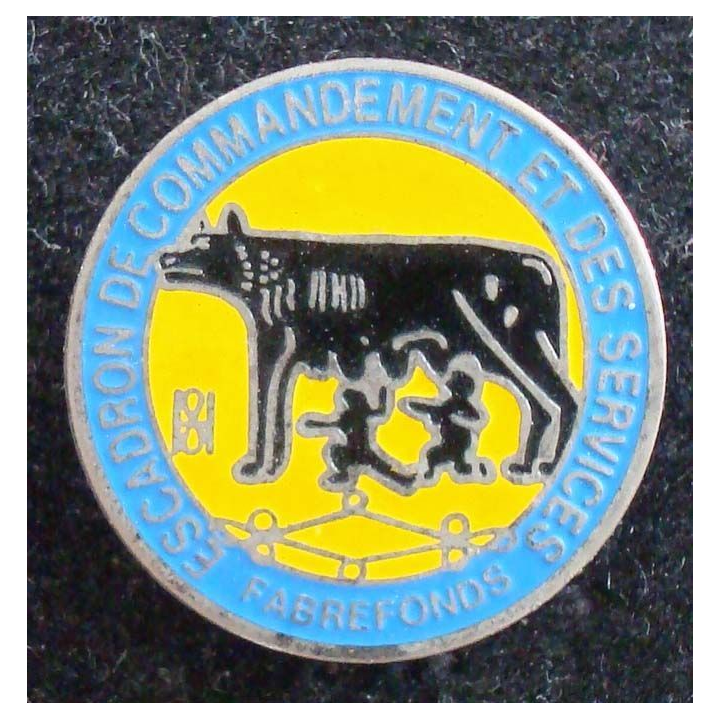 ESCADRON DE COMMANDEMENT ET DES SERVICES
FABREFONDS